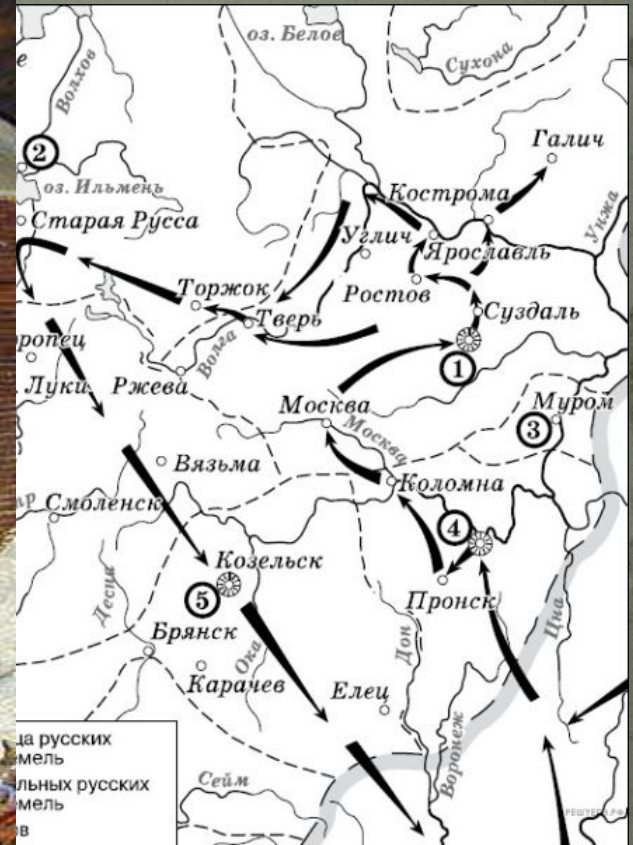 оз. Белое
Сухона
Волхов
Галич
2
оз. Ильмень
Кострома
Унжа
Старая Русса
Углич
Ярославль
Торжок
Ростов
Тверь
Суздаль
Волга
1
Луки
Ржева
Москва
Муром
Москва
3
Вязьма
Коломна
Смоленск
4
Козельск
5
Пронск
Десна
Цна
Брянск
Ока
Дон
Карачев
Елец
Воронеж
ца русских
емель
льных русских
емель
в
Сейм
РЕШУЕГЭ.РФ